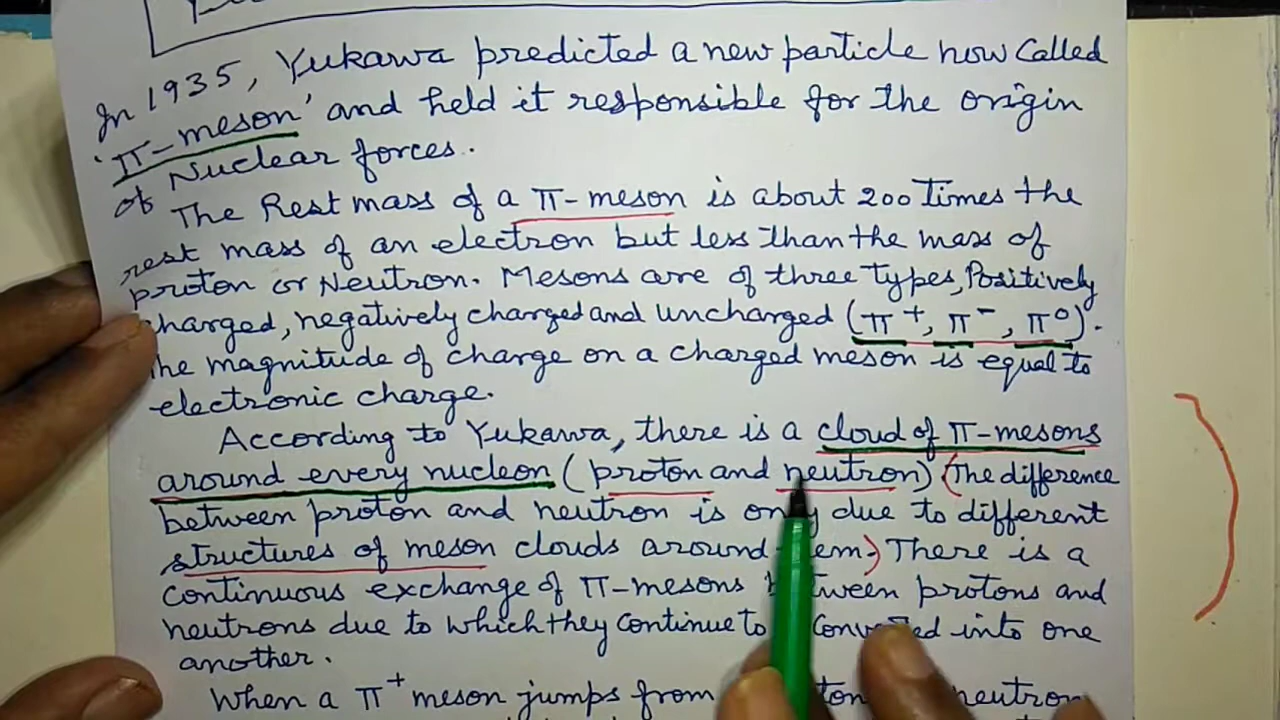 In 1935, Yukawa predicted a new particle now called
'π-meson' and held it responsible for the origin
of Nuclear forces.
The Rest mass of a π-meson is about 200 times the
rest mass of an electron but less than the mass of
proton or Neutron. Mesons are of three types, Positively
charged, negatively charged and uncharged (π⁺, π⁻, π⁰).
The magnitude of charge on a charged meson is equal to
electronic charge.
According to Yukawa, there is a cloud of π-mesons
around every nucleon (proton and neutron) (The difference
between proton and neutron is only due to different
structures of meson clouds around them.) There is a
continuous exchange of π-mesons between protons and
neutrons due to which they continue to converted into one
another.
When a π⁺ meson jumps from neutron